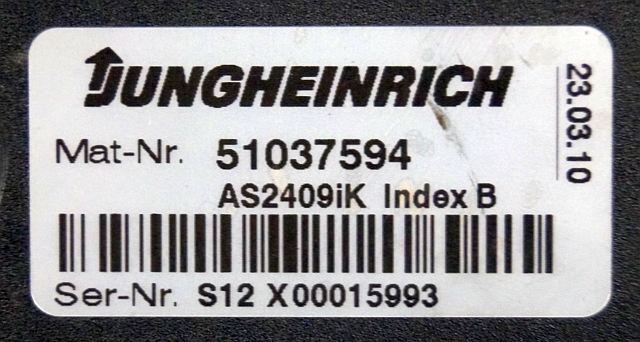 JUNGHEINRICH
Mat-Nr. 51037594
AS2409iK Index B
Ser-Nr. S12 X00015993
23.03.10